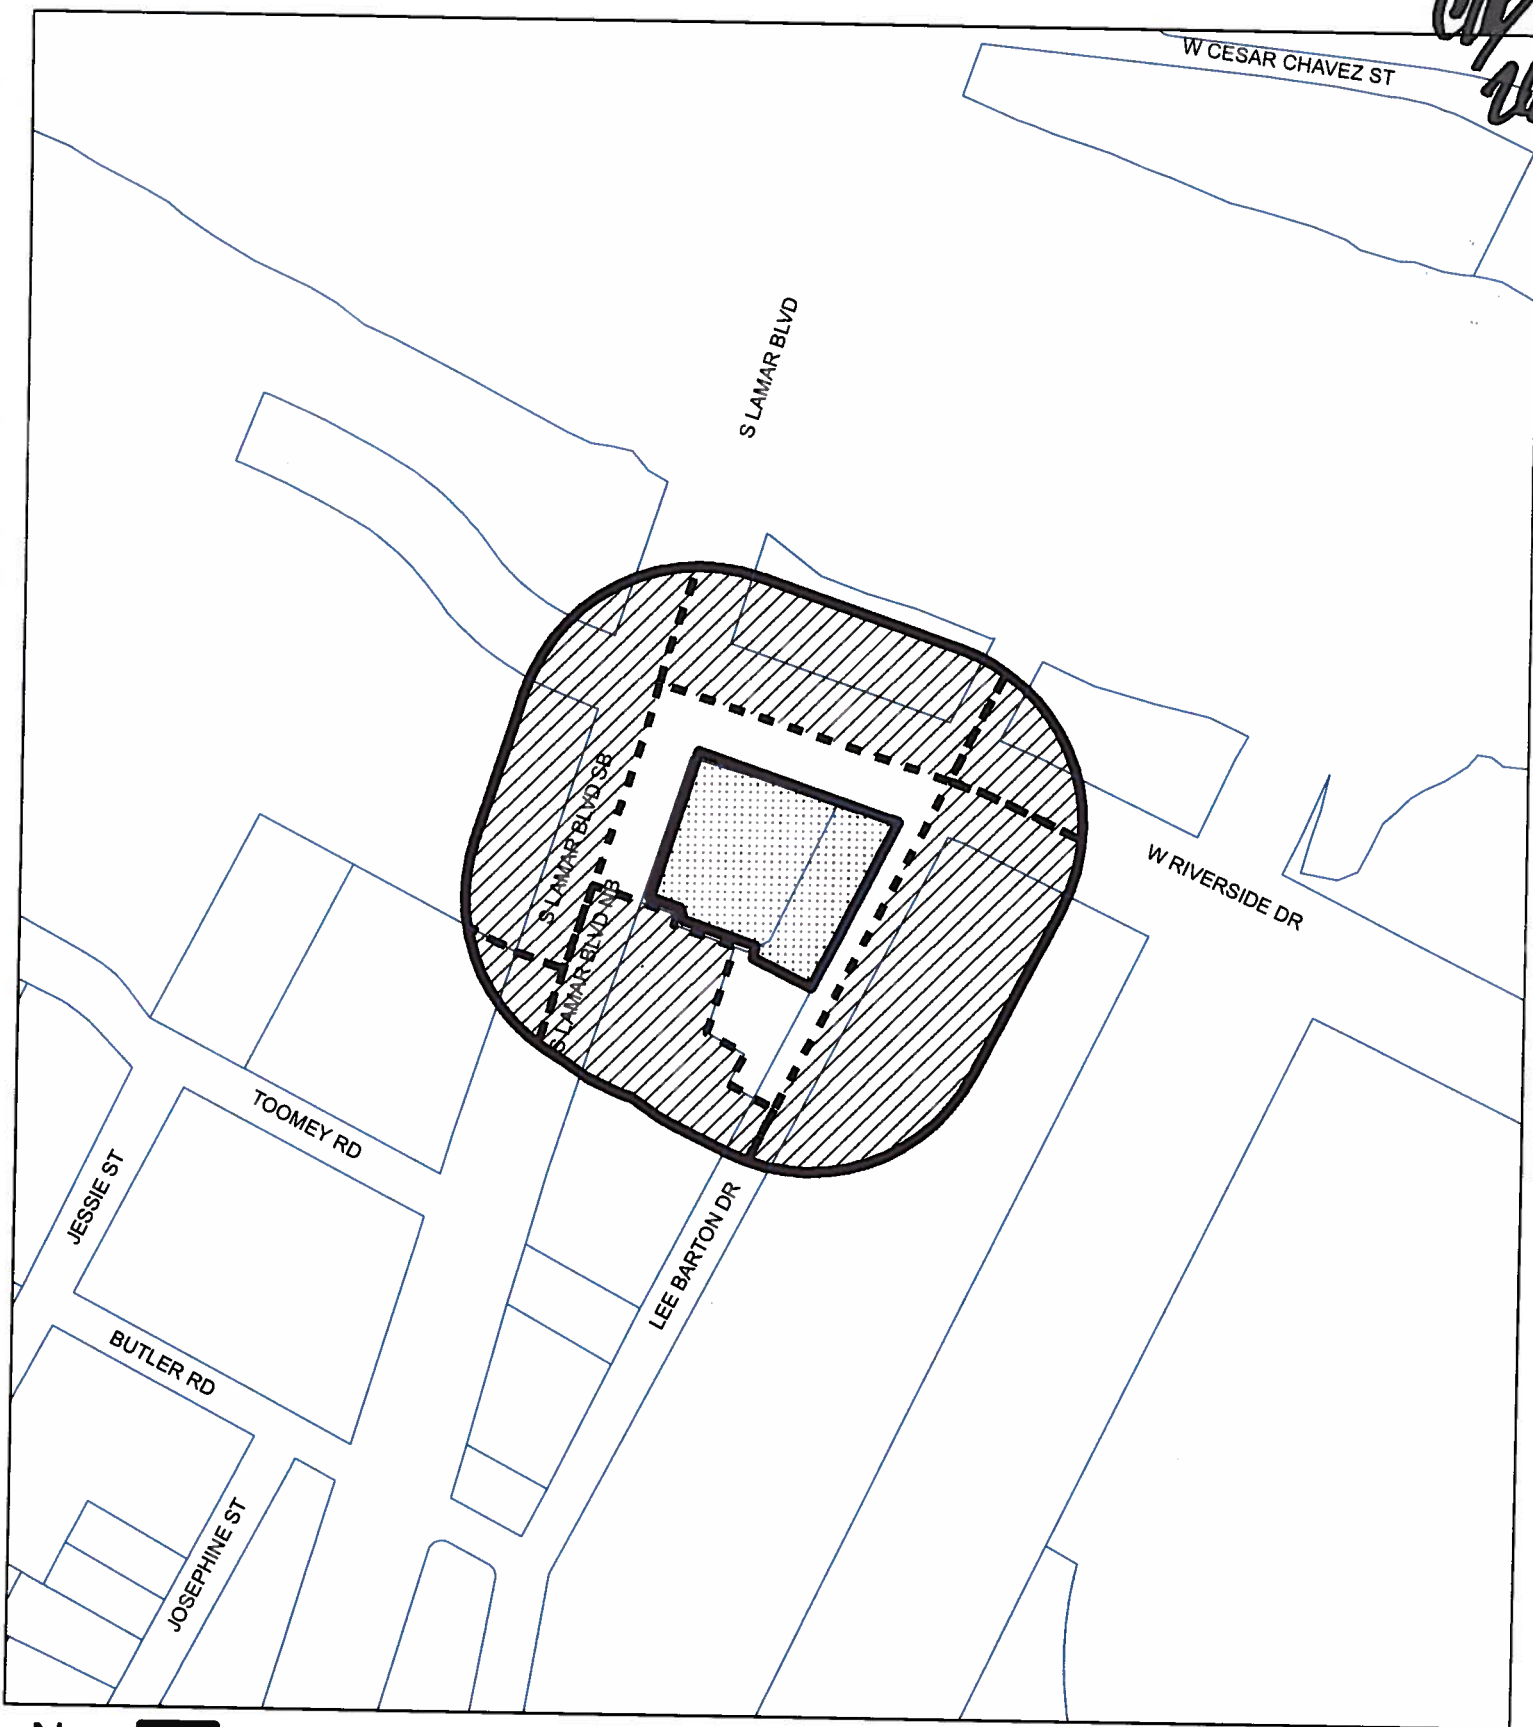 W CESAR CHAVEZ ST
S LAMAR BLVD
S LAMAR BLVD SB
S LAMAR BLVD NB
W RIVERSIDE DR
TOOMEY RD
JESSIE ST
LEE BARTON DR
BUTLER RD
JOSEPHINE ST